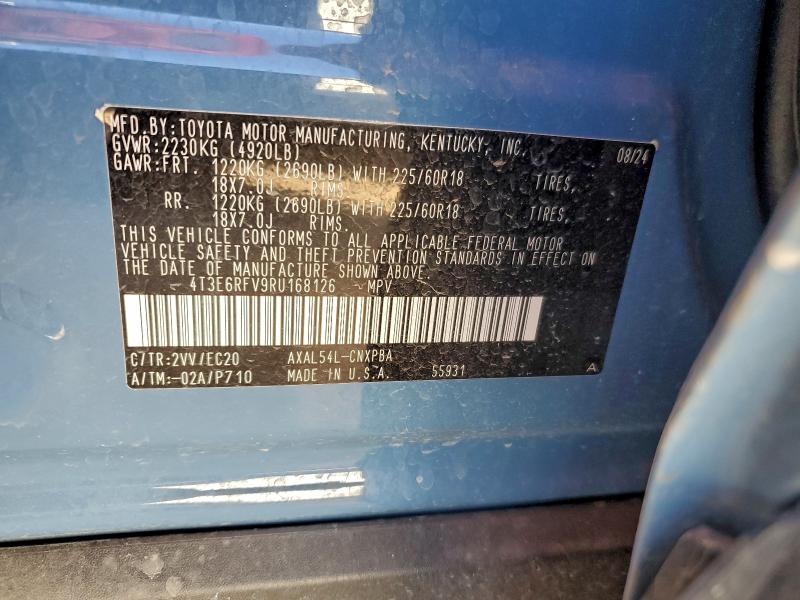 MFD.BY:TOYOTA MOTOR MANUFACTURING, KENTUCKY, INC.
GVWR:2230KG (4920LB) 08/24
GAWR:FRT. 1220KG (2690LB) WITH 225/60R18 TIRES,
18X7.0J RIMS,
RR. 1220KG (2690LB) WITH 225/60R18 TIRES,
18X7.0J RIMS.
THIS VEHICLE CONFORMS TO ALL APPLICABLE FEDERAL MOTOR
VEHICLE SAFETY AND THEFT PREVENTION STANDARDS IN EFFECT ON
THE DATE OF MANUFACTURE SHOWN ABOVE.
4T3E6RFV9RU168126 MPV
C/TR:2VV/EC20 AXAL54L-CNXPBA
A/TM:-02A/P710 MADE IN U.S.A. 55931 A